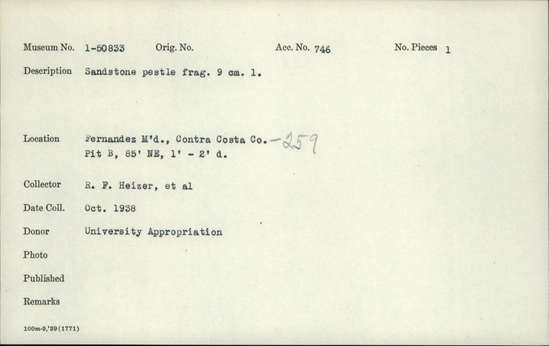 Museum No. 1-50833 Orig. No. Acc. No. 746 No. Pieces 1
Description Sandstone pestle frag. 9 cm. l.
Location Fernandez M'd., Contra Costa Co. -259
Pit B, 85' NE, 1' - 2' d.
Collector R. F. Heizer, et al
Date Coll. Oct. 1938
Donor University Appropriation
Photo
Published
Remarks
100m-9,'39(1771)